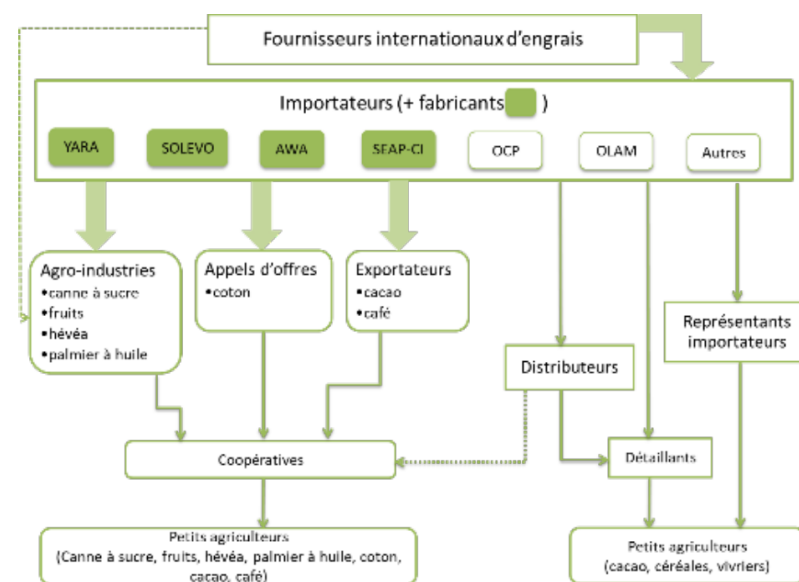 Fournisseurs internationaux d'engrais
Importateurs (+ fabricants )
YARA
SOLEVO
AWA
SEAP-CI
OCP
OLAM
Autres
Agro-industries
•canne à sucre
•fruits
•hévéa
•palmier à huile
Appels d'offres
•coton
Exportateurs
•cacao
•café
Représentants
importateurs
Distributeurs
Coopératives
Détaillants
Petits agriculteurs
(Canne à sucre, fruits, hévéa, palmier à huile, coton,
cacao, café)
Petits agriculteurs
(cacao, céréales, vivriers)